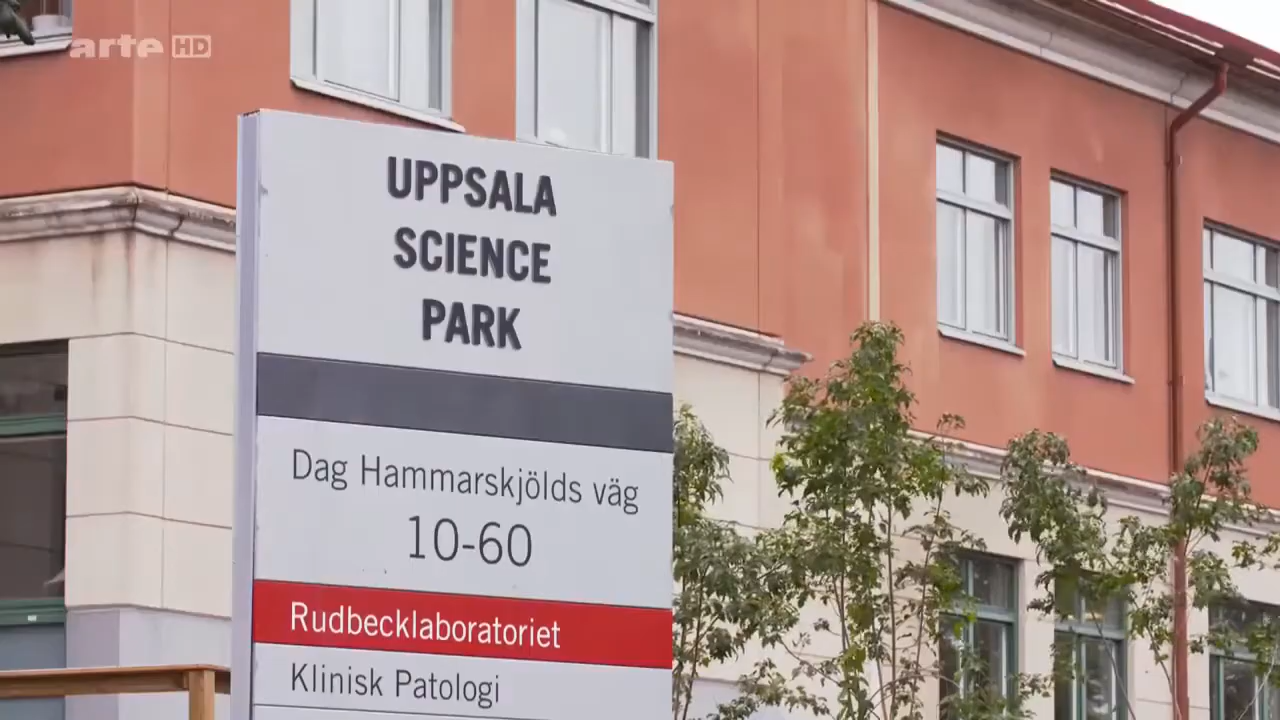 arte HD
UPPSALA
SCIENCE
PARK
Dag Hammarskjölds väg
10-60
Rudbecklaboratoriet
Klinisk Patologi